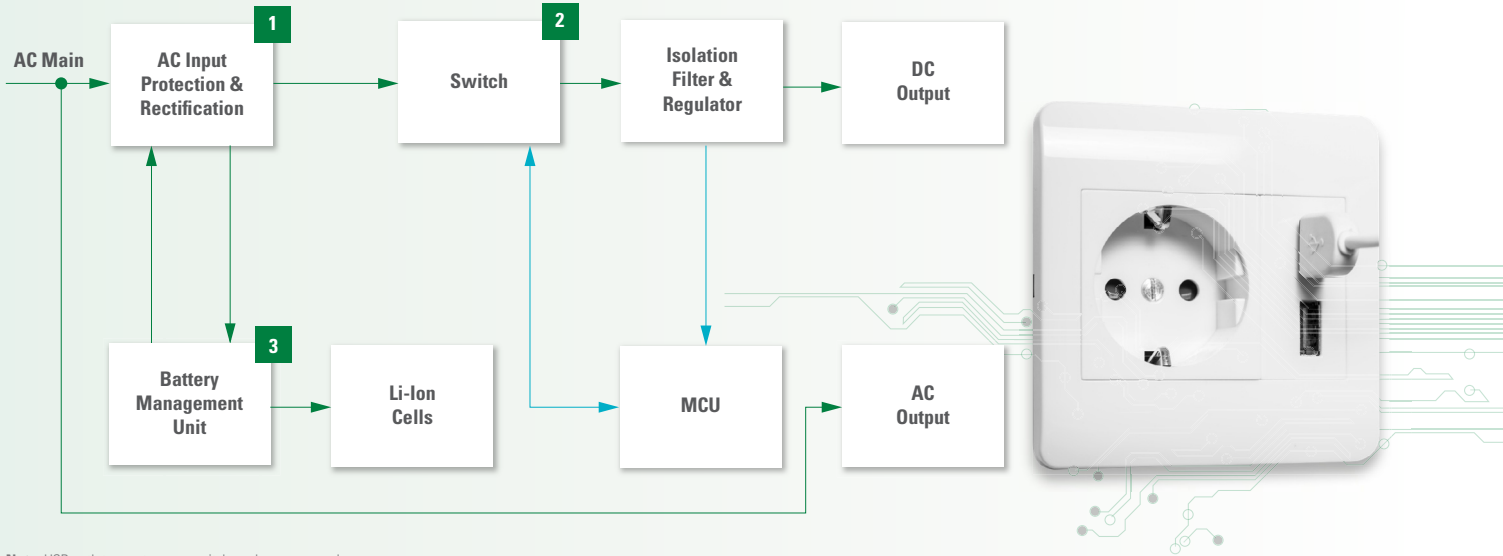 1
2
AC Main
AC Input
Protection &
Rectification
Switch
Isolation
Filter &
Regulator
DC
Output
3
Battery
Management
Unit
Li-Ion
Cells
MCU
AC
Output